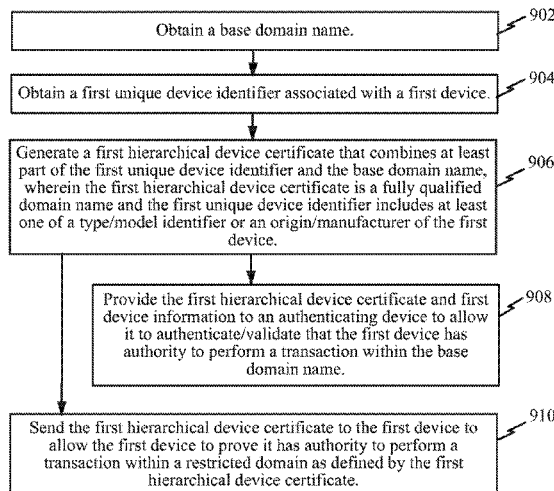 Obtain a base domain name.
902
Obtain a first unique device identifier associated with a first device.
904
Generate a first hierarchical device certificate that combines at least
part of the first unique device identifier and the base domain name,
wherein the first hierarchical device certificate is a fully qualified
domain name and the first unique device identifier includes at least
one of a type/model identifier or an origin/manufacturer of the first
device.
906
Provide the first hierarchical device certificate and first
device information to an authenticating device to allow
it to authenticate/validate that the first device has
authority to perform a transaction within the base
domain name.
908
Send the first hierarchical device certificate to the first device to
allow the first device to prove it has authority to perform a
transaction within a restricted domain as defined by the first
hierarchical device certificate.
910